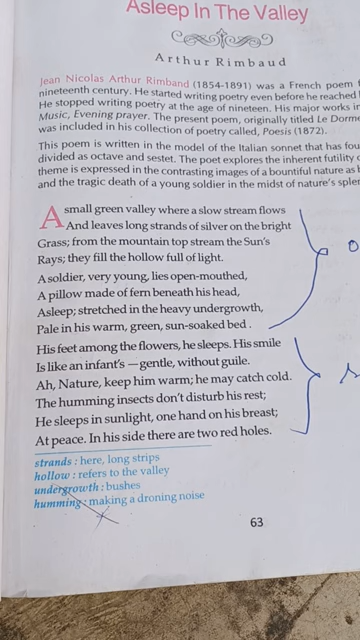 Asleep In The Valley
Arthur Rimbaud
Jean Nicolas Arthur Rimband (1854-1891) was a French poem
nineteenth century. He started writing poetry even before he reached
He stopped writing poetry at the age of nineteen. His major works
Music, Evening prayer. The present poem, originally titled Le
was included in his collection of poetry called, Poesis (1872).
This poem is written in the model of the Italian sonnet that has
divided as octave and sestet. The poet explores the inherent futility
theme is expressed in the contrasting images of a bountiful nature as
and the tragic death of a young soldier in the midst of nature's
A small green valley where a slow stream flows
And leaves long strands of silver on the bright
Grass; from the mountain top stream the Sun's
Rays; they fill the hollow full of light.
A soldier, very young, lies open-mouthed,
A pillow made of fern beneath his head,
Asleep; stretched in the heavy undergrowth,
Pale in his warm, green, sun-soaked bed.
His feet among the flowers, he sleeps. His smile
Is like an infant's — gentle, without guile.
Ah, Nature, keep him warm; he may catch cold.
The humming insects don't disturb his rest;
He sleeps in sunlight, one hand on his breast;
At peace. In his side there are two red holes.
strands : here, long strips
hollow : refers to the valley
undergrowth : bushes
humming : making a droning noise
63